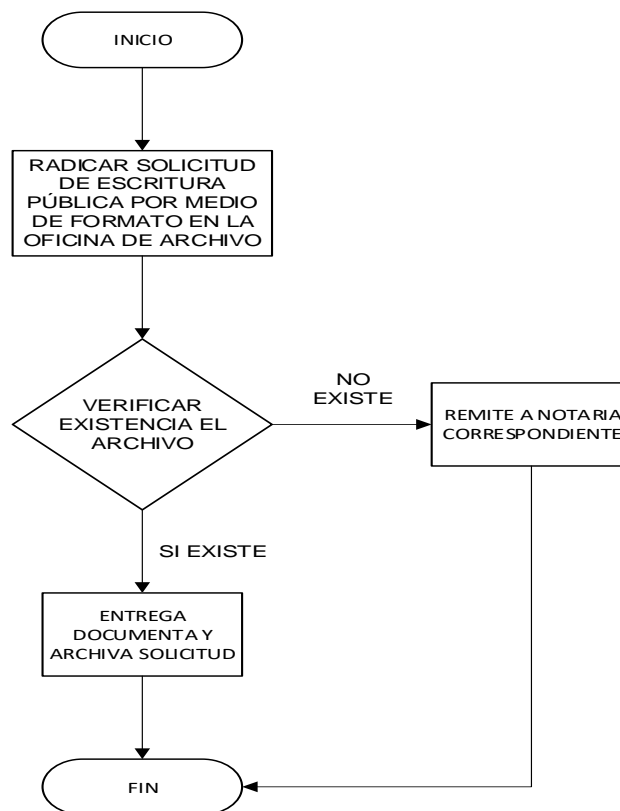 INICIO
RADICAR SOLICITUD
DE ESCRITURA
PÚBLICA POR MEDIO
DE FORMATO EN LA
OFICINA DE ARCHIVO
VERIFICAR
EXISTENCIA EL
ARCHIVO
NO
EXISTE
REMITE A NOTARIA
CORRESPONDIENTE
SI EXISTE
ENTREGA
DOCUMENTA Y
ARCHIVA SOLICITUD
FIN